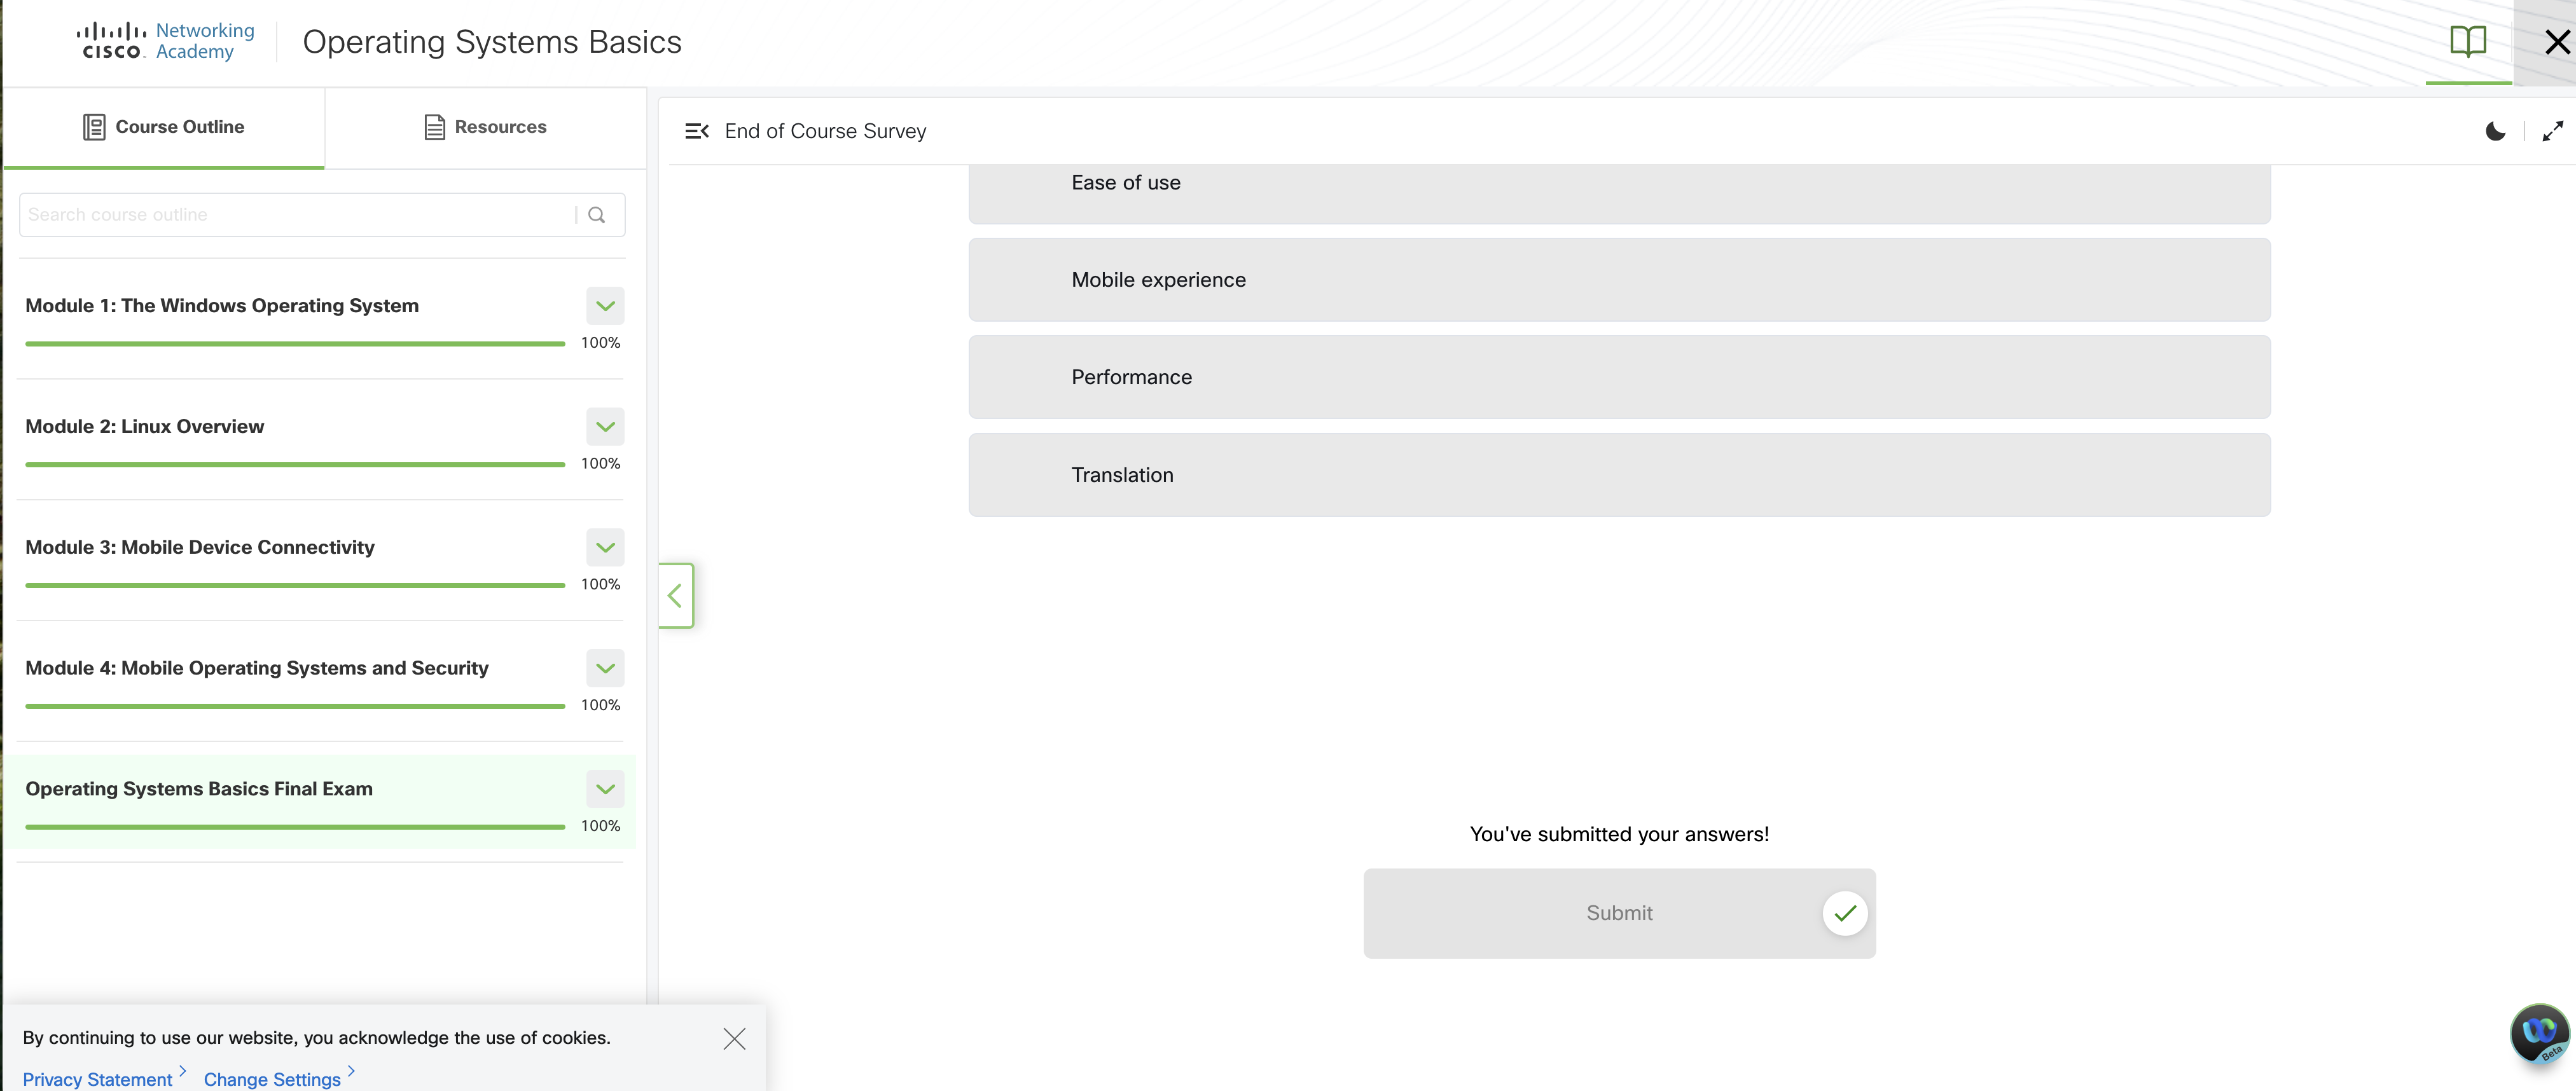 Networking
CISCO Academy
Operating Systems Basics
Course Outline
Resources
Search course outline
Module 1: The Windows Operating System
100%
Module 2: Linux Overview
100%
Module 3: Mobile Device Connectivity
100%
Module 4: Mobile Operating Systems and Security
100%
Operating Systems Basics Final Exam
100%
End of Course Survey
Ease of use
Mobile experience
Performance
Translation
You've submitted your answers!
Submit
By continuing to use our website, you acknowledge the use of cookies.
Privacy Statement
Change Settings
Beta